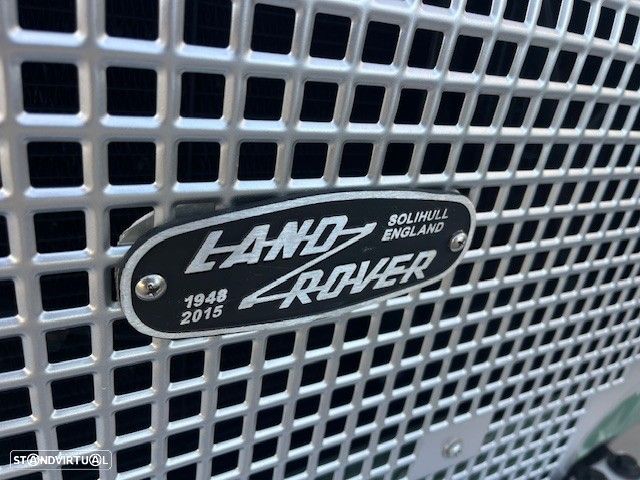 LAND ROVER
SOLIHULL
ENGLAND
1948
2015
STANDVIRTUAL